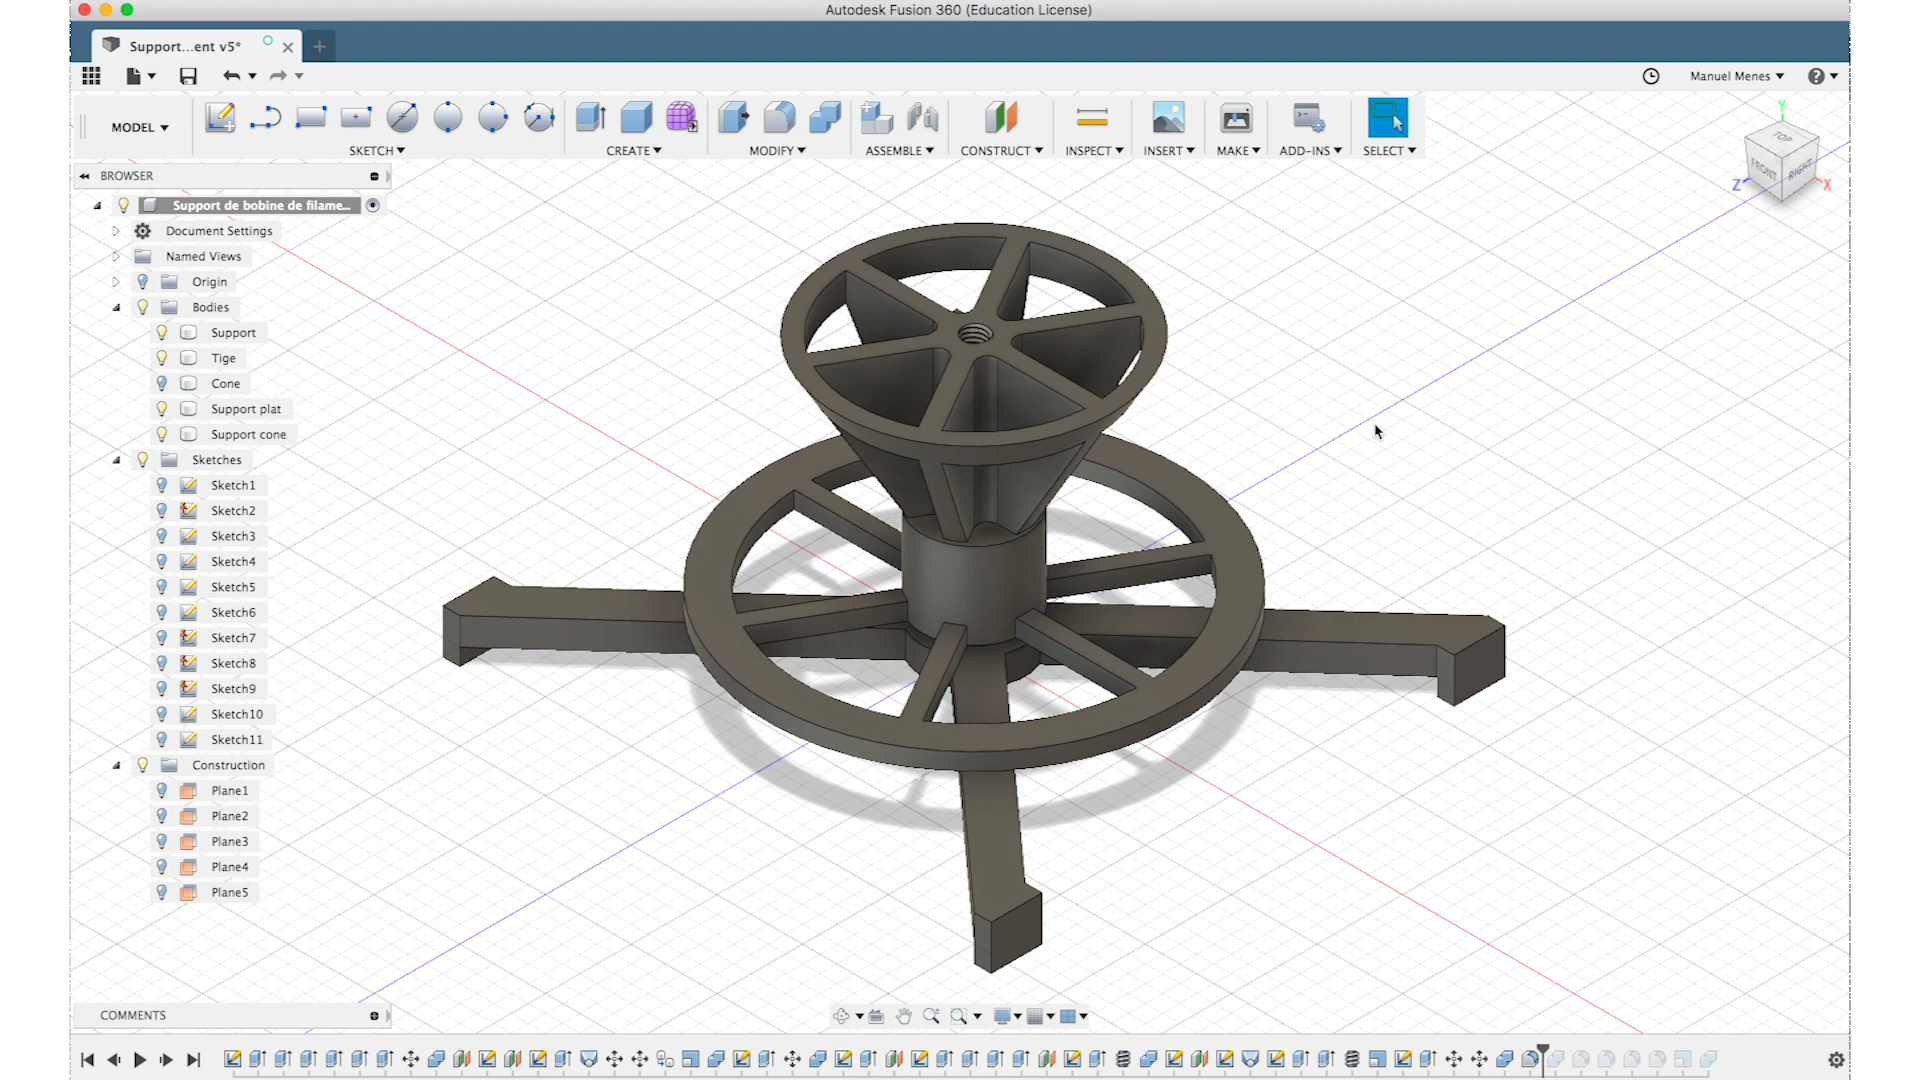 Autodesk Fusion 360 (Education License)
Support...ent v5*
Manuel Menes
MODEL
SKETCH
CREATE
MODIFY
ASSEMBLE
CONSTRUCT
INSPECT
INSERT
MAKE
ADD-INS
SELECT
Y
TOP
FRONT
RIGHT
Z
X
BROWSER
Support de bobine de filame...
Document Settings
Named Views
Origin
Bodies
Support
Tige
Cone
Support plat
Support cone
Sketches
Sketch1
Sketch2
Sketch3
Sketch4
Sketch5
Sketch6
Sketch7
Sketch8
Sketch9
Sketch10
Sketch11
Construction
Plane1
Plane2
Plane3
Plane4
Plane5
COMMENTS